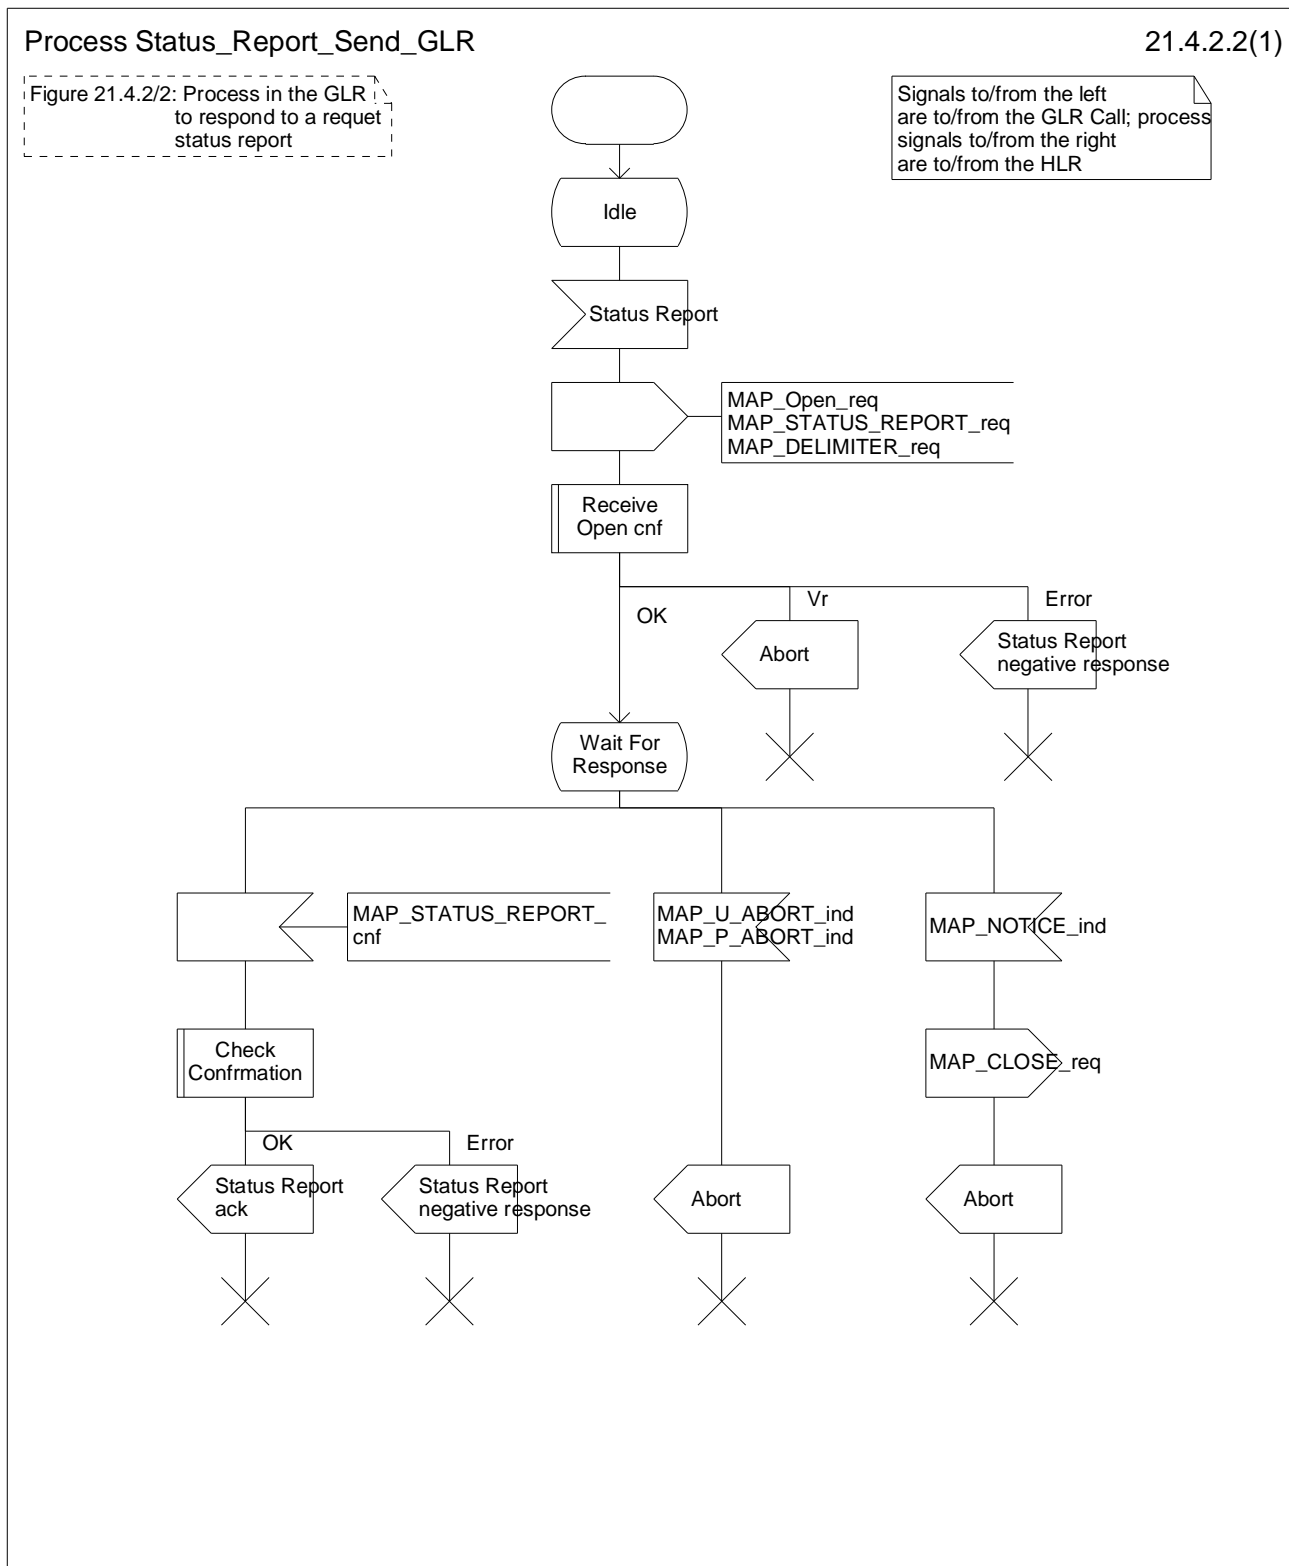 Process Status_Report_Send_GLR
21.4.2.2(1)
Figure 21.4.2/2: Process in the GLR
to respond to a requet
status report
Signals to/from the left
are to/from the GLR Call; process
signals to/from the right
are to/from the HLR
Idle
Status Report
MAP_Open_req
MAP_STATUS_REPORT_req
MAP_DELIMITER_req
Receive
Open cnf
OK
Vr
Error
Abort
Status Report
negative response
Wait For
Response
MAP_STATUS_REPORT_
cnf
MAP_U_ABORT_ind
MAP_P_ABORT_ind
MAP_NOTICE_ind
Check
Confrmation
MAP_CLOSE_req
OK
Error
Status Report
ack
Status Report
negative response
Abort
Abort